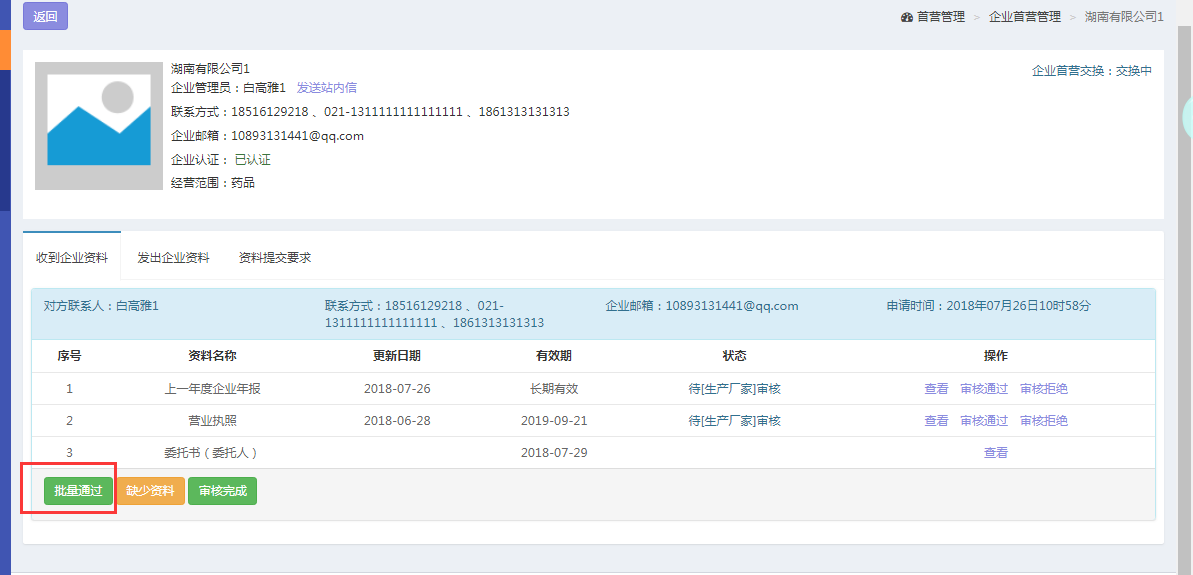 返回
首营管理 > 企业首营管理 > 湖南有限公司1
湖南有限公司1
企业首营交换：交换中
企业管理员：白高雅1 发送站内信
联系方式：18516129218 、021-1311111111111111 、1861313131313
企业邮箱：10893131441@qq.com
企业认证： 已认证
经营范围：药品
收到企业资料 发出企业资料 资料提交要求
对方联系人：白高雅1 联系方式：18516129218 、021- 企业邮箱：10893131441@qq.com 申请时间：2018年07月26日10时58分
1311111111111111 、1861313131313
序号 资料名称 更新日期 有效期 状态 操作
1 上一年度企业年报 2018-07-26 长期有效 待[生产厂家]审核 查看 审核通过 审核拒绝
2 营业执照 2018-06-28 2019-09-21 待[生产厂家]审核 查看 审核通过 审核拒绝
3 委托书（委托人） 2018-07-29 查看
批量通过 缺少资料 审核完成